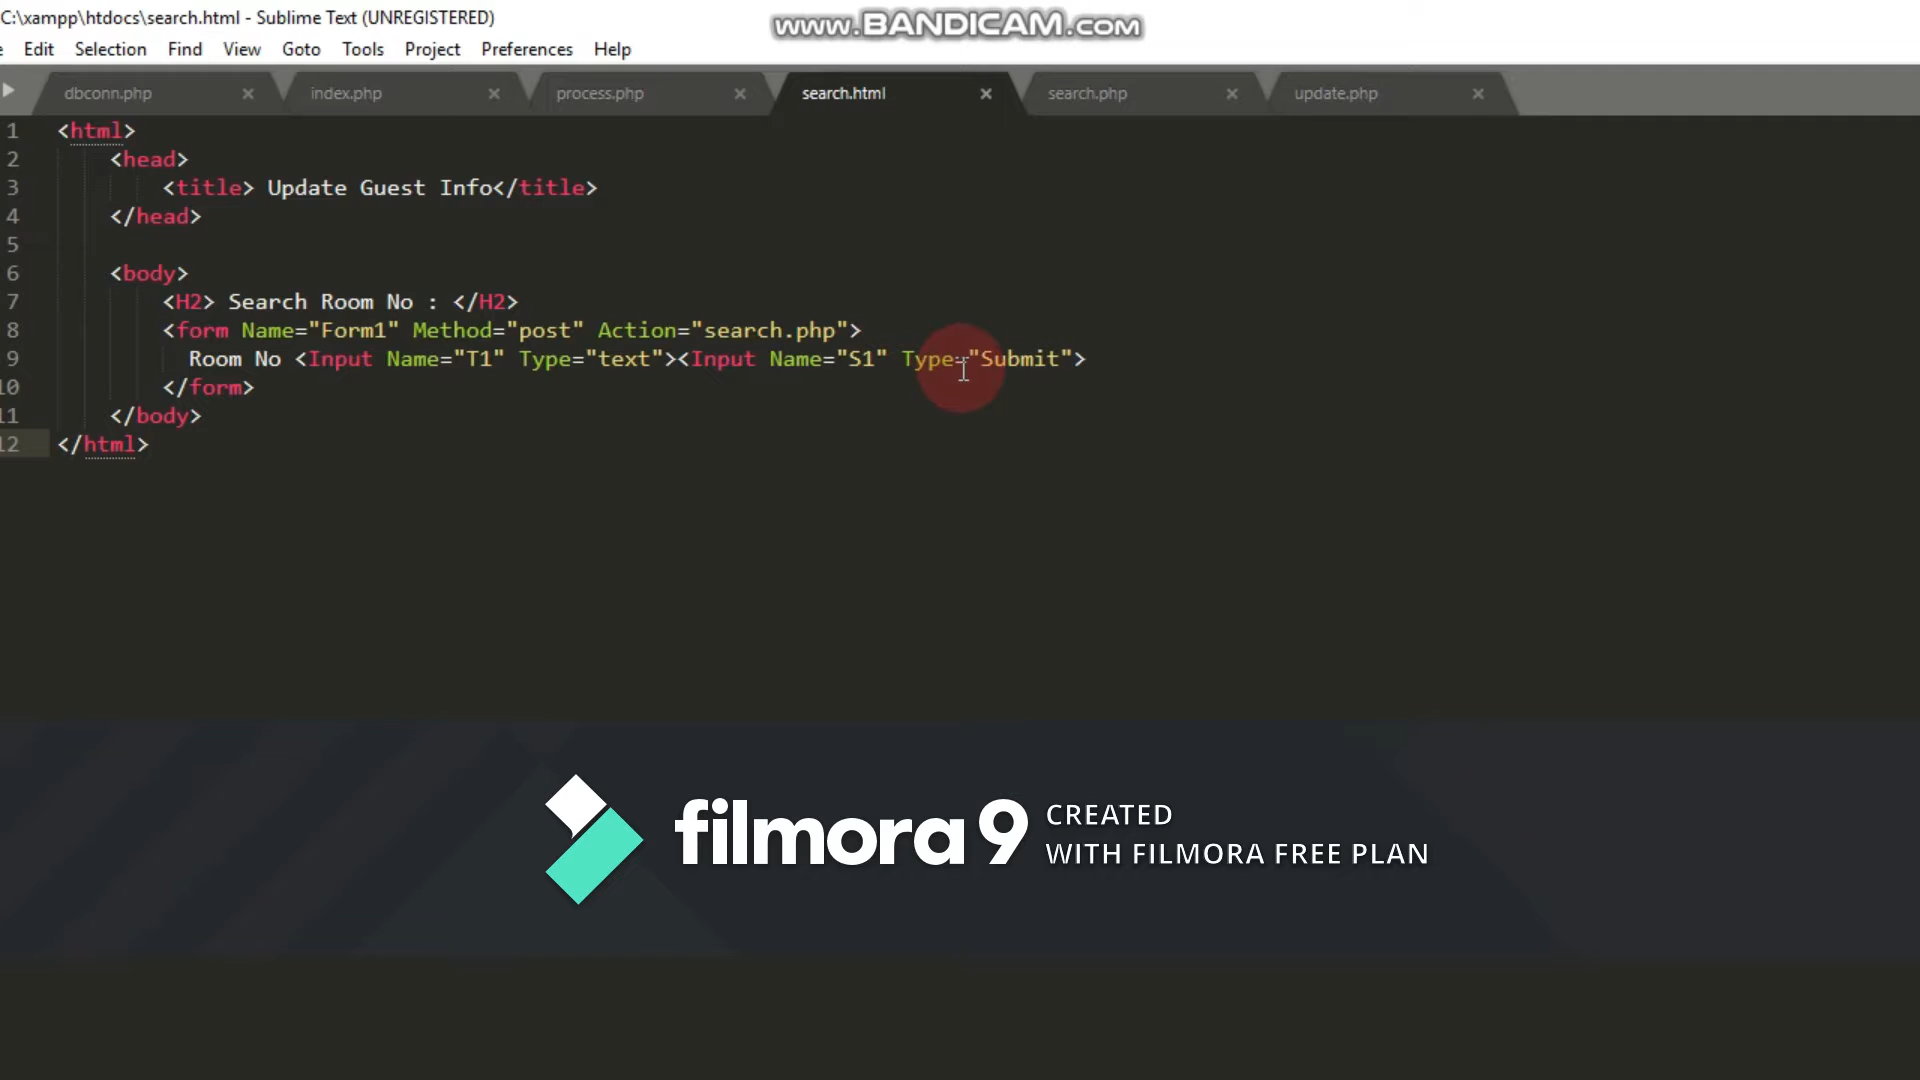 C:\xampp\htdocs\search.html - Sublime Text (UNREGISTERED)
www.BANDICAM.com
Edit Selection Find View Goto Tools Project Preferences Help
dbconn.php × index.php × process.php × search.html × search.php × update.php ×
1 <html>
2 <head>
3 <title> Update Guest Info</title>
4 </head>
5
6 <body>
7 <H2> Search Room No : </H2>
8 <form Name="Form1" Method="post" Action="search.php">
9 Room No <Input Name="T1" Type="text"><Input Name="S1" Type="Submit">
10 </form>
11 </body>
12 </html>
filmora9
CREATED
WITH FILMORA FREE PLAN